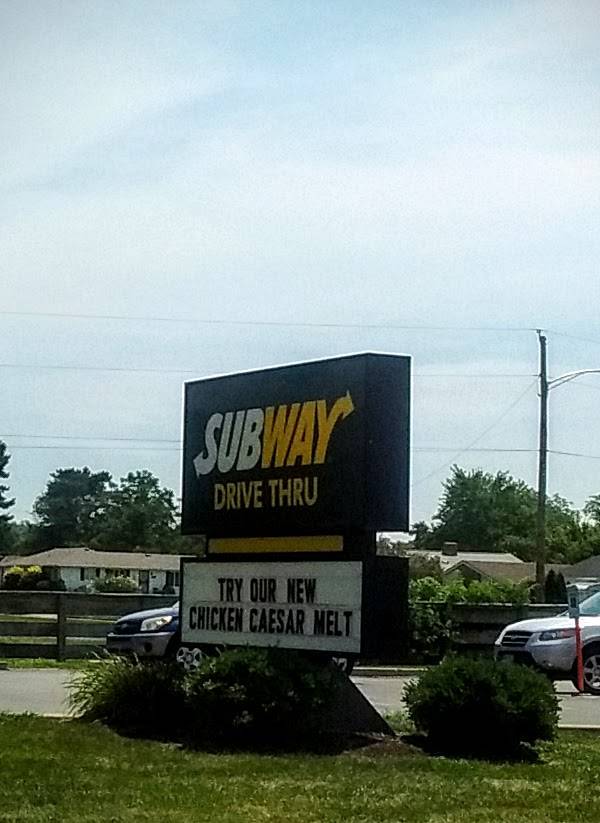 SUBWAY
DRIVE THRU
TRY OUR NEW
CHICKEN CAESAR MELT